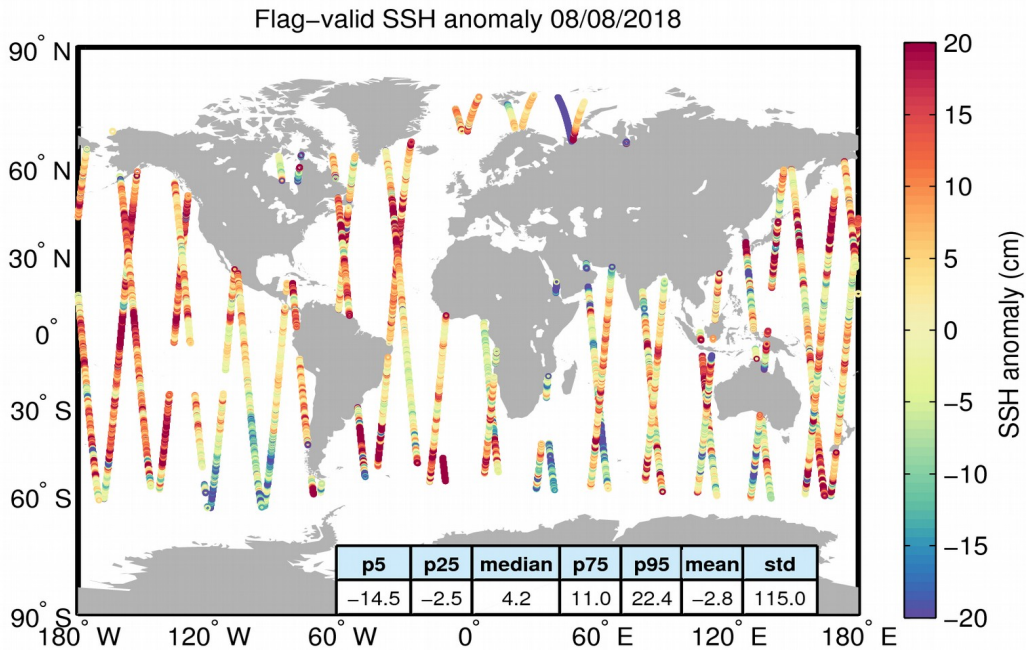 Flag−valid SSH anomaly 08/08/2018
90° N
60° N
30° N
0°
30° S
60° S
90° S
180° W
120° W
60° W
0°
60° E
120° E
180° E
p5 p25 median p75 p95 mean std
−14.5 −2.5 4.2 11.0 22.4 −2.8 115.0
20
15
10
5
0
−5
−10
−15
−20
SSH anomaly (cm)